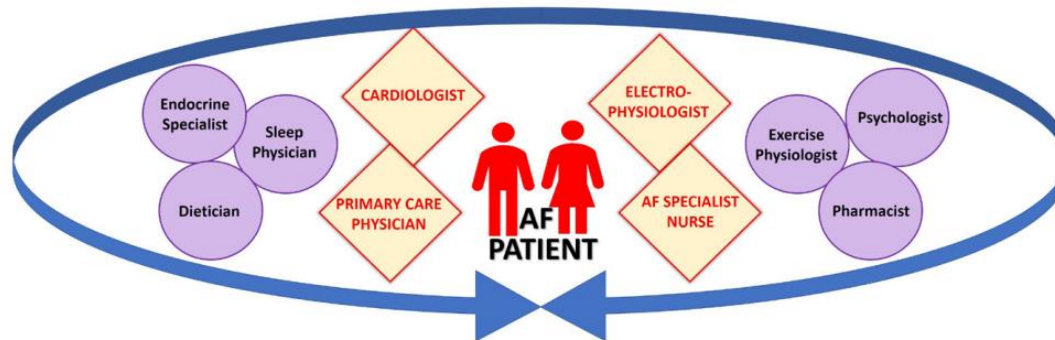 Endocrine
Specialist
Sleep
Physician
Dietician
CARDIOLOGIST
PRIMARY CARE
PHYSICIAN
AF
PATIENT
ELECTRO-
PHYSIOLOGIST
AF SPECIALIST
NURSE
Exercise
Physiologist
Psychologist
Pharmacist